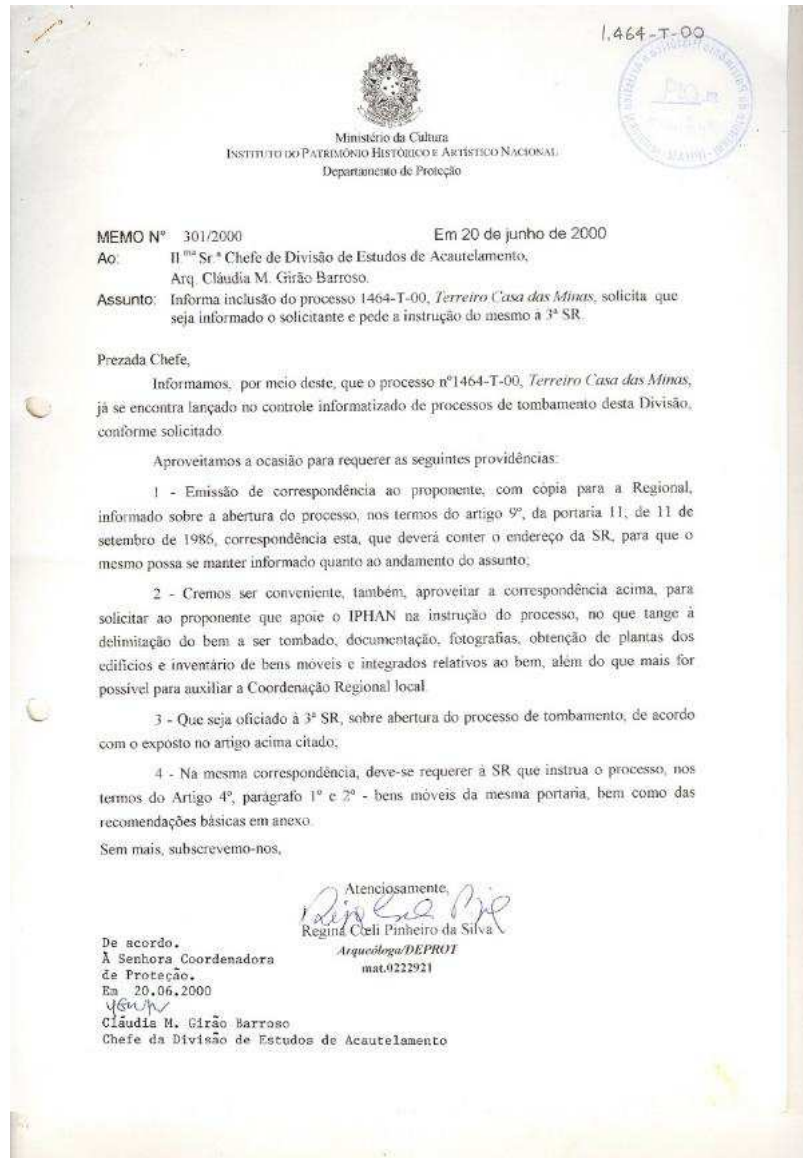 1.464-T-00
Ministério da Cultura
INSTITUTO DO PATRIMÔNIO HISTÓRICO E ARTÍSTICO NACIONAL
Departamento de Proteção
MEMO Nº 301/2000 Em 20 de junho de 2000
Ao: Il.ᵐᵃ Sr.ª Chefe de Divisão de Estudos de Acautelamento,
Arq. Cláudia M. Girão Barroso.
Assunto: Informa inclusão do processo 1464-T-00, Terreiro Casa das Minas, solicita que
seja informado o solicitante e pede a instrução do mesmo à 3ª SR.
Prezada Chefe,
Informamos, por meio deste, que o processo nº1464-T-00, Terreiro Casa das Minas,
já se encontra lançado no controle informatizado de processos de tombamento desta Divisão,
conforme solicitado.
Aproveitamos a ocasião para requerer as seguintes providências:
1 - Emissão de correspondência ao proponente, com cópia para a Regional,
informado sobre a abertura do processo, nos termos do artigo 9º, da portaria 11, de 11 de
setembro de 1986, correspondência esta, que deverá conter o endereço da SR, para que o
mesmo possa se manter informado quanto ao andamento do assunto;
2 - Cremos ser conveniente, também, aproveitar a correspondência acima, para
solicitar ao proponente que apoie o IPHAN na instrução do processo, no que tange à
delimitação do bem a ser tombado, documentação, fotografias, obtenção de plantas dos
edifícios e inventário de bens móveis e integrados relativos ao bem, além do que mais for
possível para auxiliar a Coordenação Regional local.
3 - Que seja oficiado à 3ª SR, sobre abertura do processo de tombamento, de acordo
com o exposto no artigo acima citado;
4 - Na mesma correspondência, deve-se requerer à SR que instrua o processo, nos
termos do Artigo 4º, parágrafo 1º e 2º - bens móveis da mesma portaria, bem como das
recomendações básicas em anexo.
Sem mais, subscrevemo-nos,
Atenciosamente,
Regina Coeli Pinheiro da Silva
Arqueóloga/DEPROT
mat.0222921
De acordo.
À Senhora Coordenadora
de Proteção.
Em 20.06.2000
Cláudia M. Girão Barroso
Chefe da Divisão de Estudos de Acautelamento